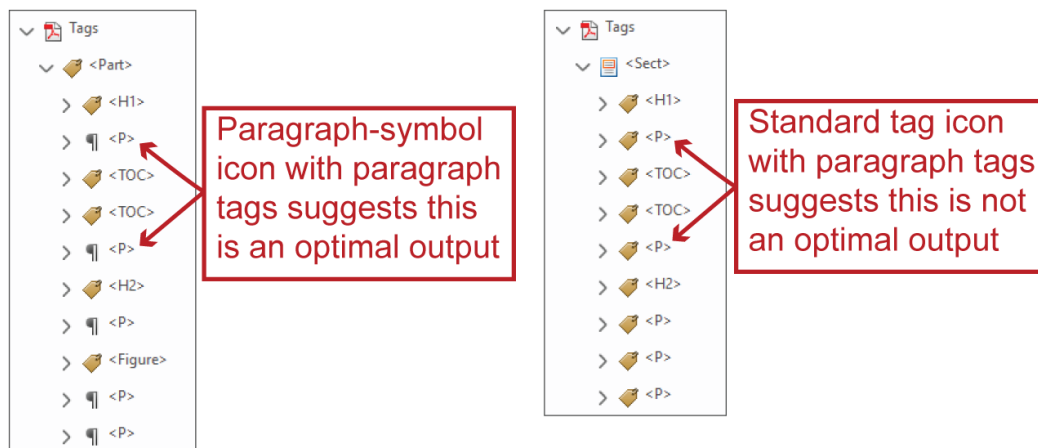 Tags
<Part>
<H1>
<P>
<TOC>
<TOC>
<P>
<H2>
<P>
<Figure>
<P>
<P>
Paragraph-symbol
icon with paragraph
tags suggests this
is an optimal output
Tags
<Sect>
<H1>
<P>
<TOC>
<TOC>
<P>
<H2>
<P>
<P>
<P>
Standard tag icon
with paragraph tags
suggests this is not
an optimal output